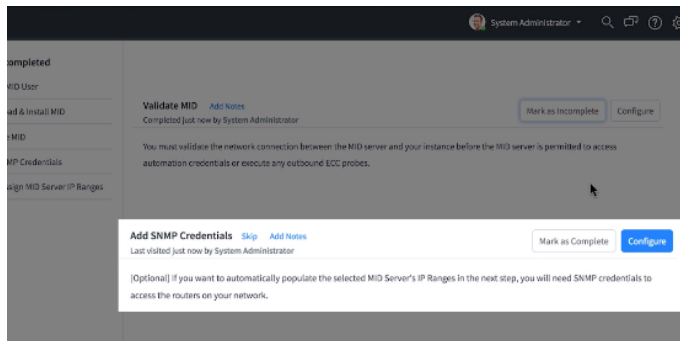 System Administrator
ompleted
MID User
ad & Install MID
e MID
MP Credentials
sign MID Server IP Ranges
Validate MID Add Notes
Completed just now by System Administrator
Mark as Incomplete Configure
You must validate the network connection between the MID server and your instance before the MID server is permitted to access
automation credentials or execute any outbound ECC probes.
Add SNMP Credentials Skip Add Notes
Last visited just now by System Administrator
Mark as Complete Configure
[Optional] If you want to automatically populate the selected MID Server's IP Ranges in the next step, you will need SNMP credentials to
access the routers on your network.